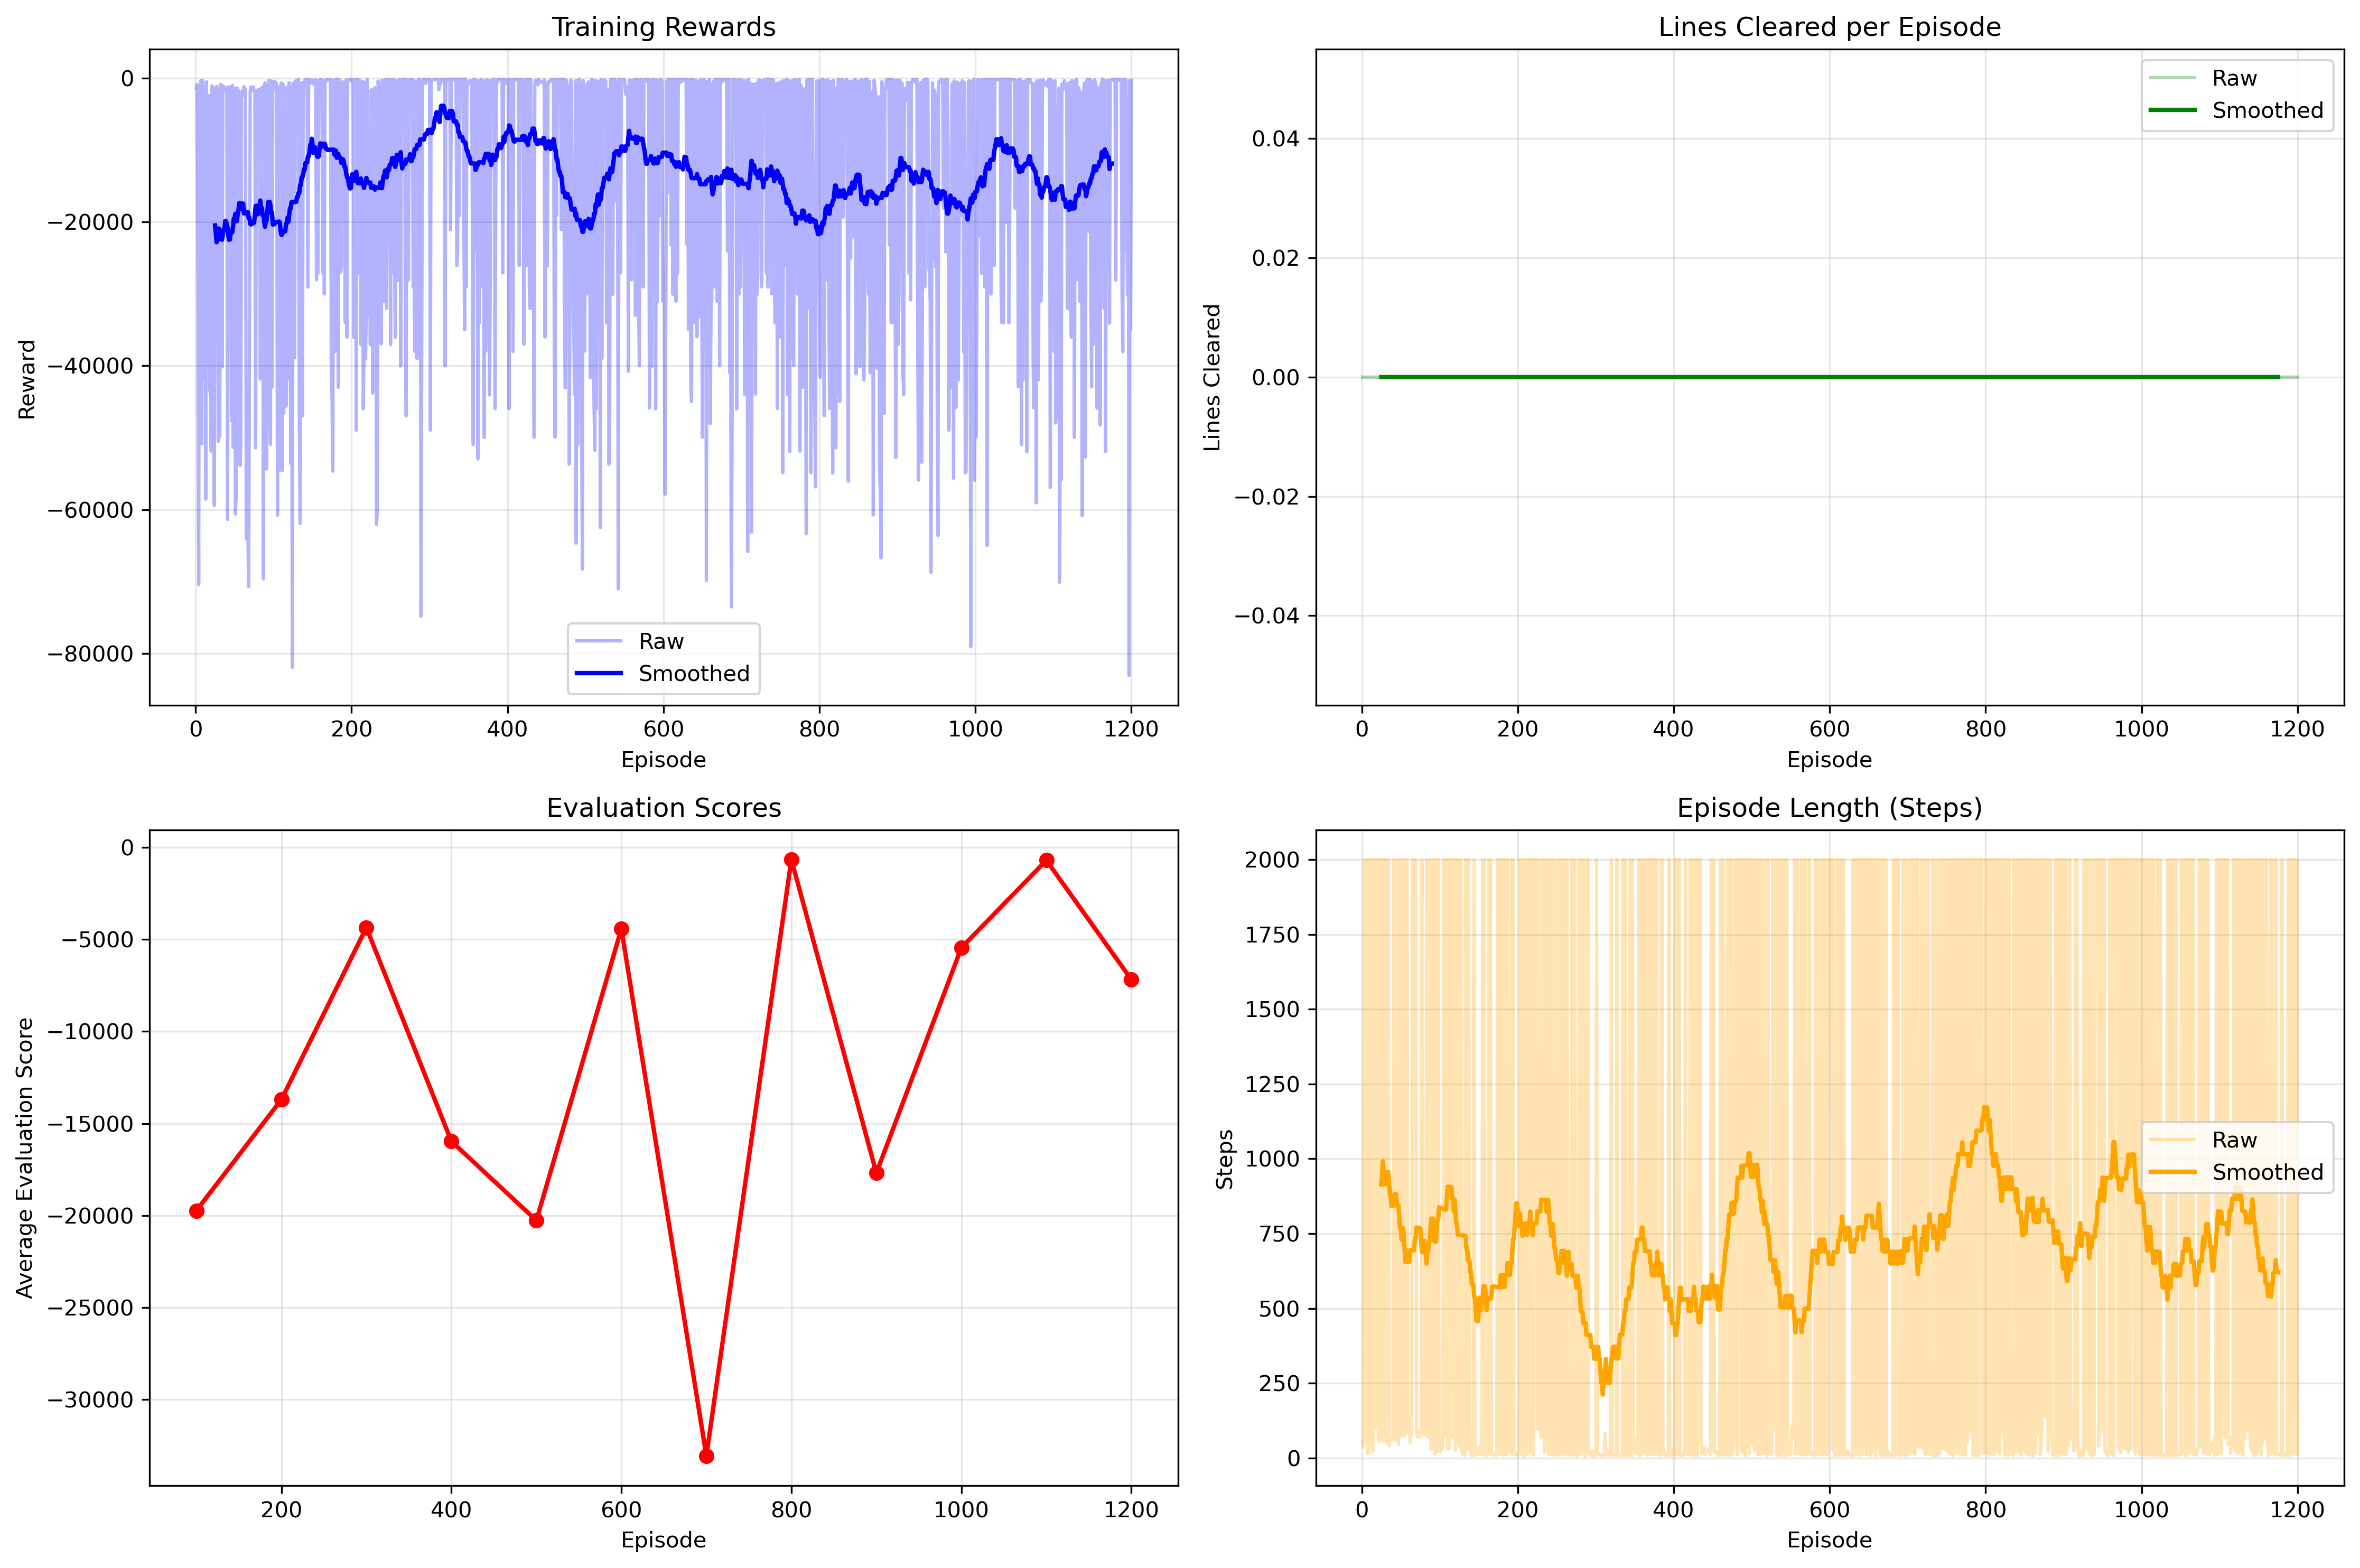 Training Rewards
Reward
0
−20000
−40000
−60000
−80000
Raw
Smoothed
0 200 400 600 800 1000 1200
Episode
Lines Cleared per Episode
Lines Cleared
0.04
0.02
0.00
−0.02
−0.04
Raw
Smoothed
0 200 400 600 800 1000 1200
Episode
Evaluation Scores
Average Evaluation Score
0
−5000
−10000
−15000
−20000
−25000
−30000
200 400 600 800 1000 1200
Episode
Episode Length (Steps)
Steps
2000
1750
1500
1250
1000
750
500
250
0
Raw
Smoothed
0 200 400 600 800 1000 1200
Episode